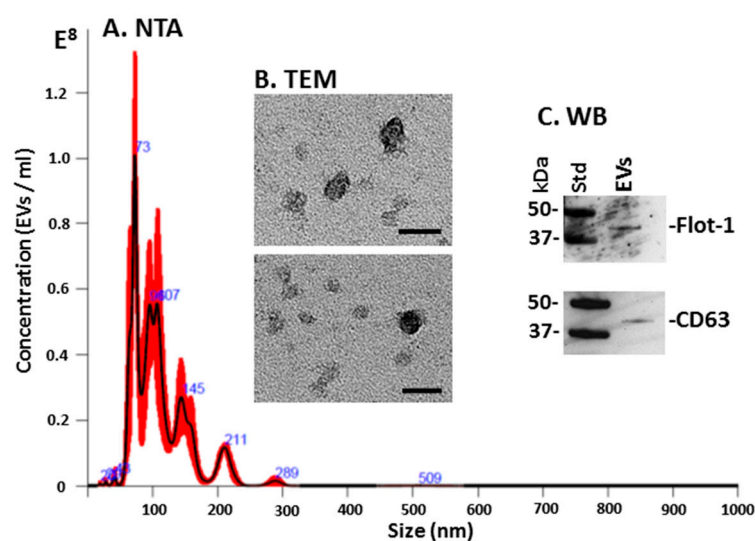 A. NTA
E⁸
Concentration (EVs / ml)
1.2
1.0
0.8
0.6
0.4
0.2
0
73
107
145
211
289
509
100
200
300
400
500
600
700
800
900
1000
Size (nm)
B. TEM
C. WB
kDa
Std
EVs
50-
37-
-Flot-1
50-
37-
-CD63